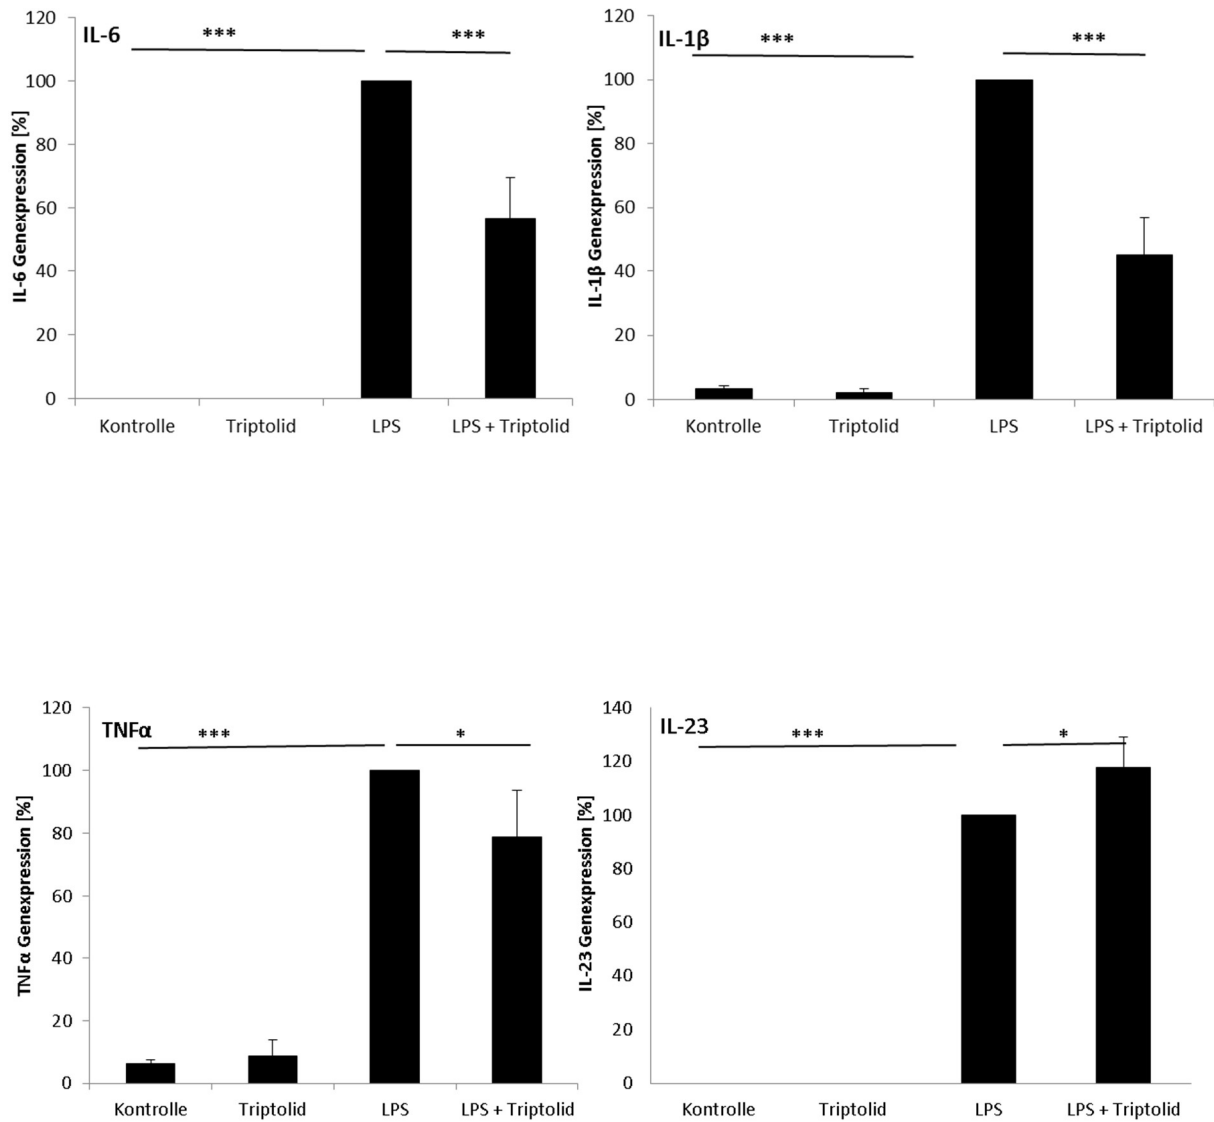 IL-6
***
***
IL-6 Genexpression [%]
120
100
80
60
40
20
0
Kontrolle
Triptolid
LPS
LPS + Triptolid
IL-1β
***
***
IL-1β Genexpression [%]
120
100
80
60
40
20
0
Kontrolle
Triptolid
LPS
LPS + Triptolid
TNFα
***
*
TNFα Genexpression [%]
120
100
80
60
40
20
0
Kontrolle
Triptolid
LPS
LPS + Triptolid
IL-23
***
*
IL-23 Genexpression [%]
140
120
100
80
60
40
20
0
Kontrolle
Triptolid
LPS
LPS + Triptolid